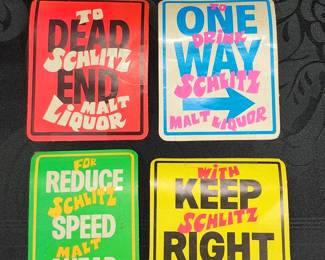 TO
DEAD
SCHLITZ
END
MALT
LIQUOR
TO
ONE
DRINK
WAY
SCHLITZ
MALT LIQUOR
FOR
REDUCE
SCHLITZ
SPEED
MALT
AHEAD
WITH
KEEP
SCHLITZ
RIGHT